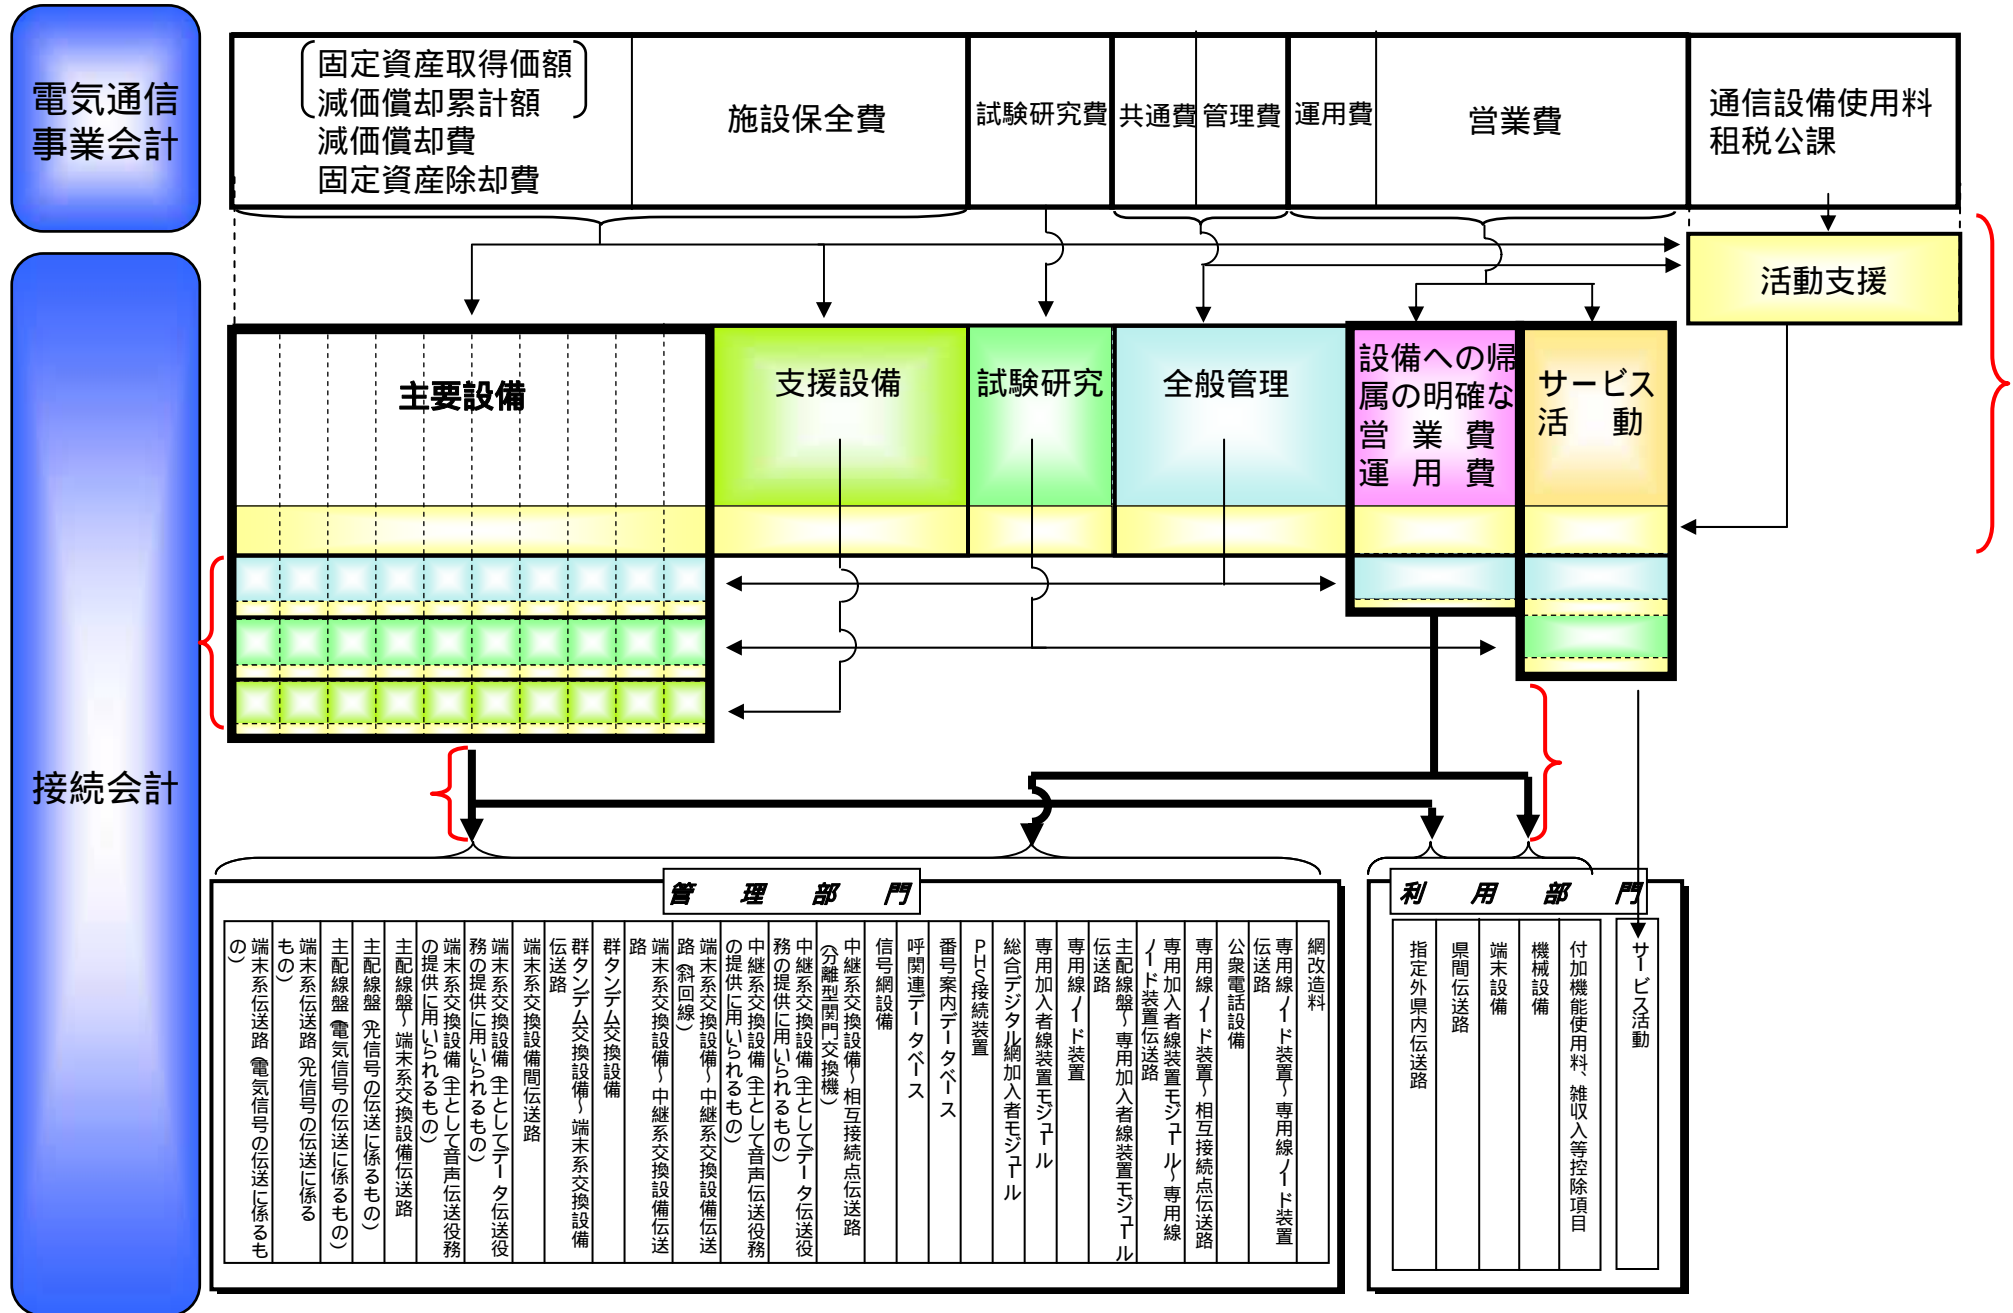 電気通信
事業会計
固定資産取得価額
減価償却累計額
減価償却費
固定資産除却費
施設保全費
試験研究費
共通費
管理費
運用費
営業費
通信設備使用料
租税公課
活動支援
接続会計
主要設備
支援設備
試験研究
全般管理
設備への帰
属の明確な
営 業 費
運 用 費
サービス
活 動
管 理 部 門
端末系伝送路（電気信号の伝送に係るも
の）
端末系伝送路（光信号の伝送に係る
もの）
主配線盤（電気信号の伝送に係るもの）
主配線盤（光信号の伝送に係るもの）
主配線盤～端末系交換設備伝送路
端末系交換設備（主として音声伝送役務
の提供に用いられるもの）
端末系交換設備（主としてデータ伝送役
務の提供に用いられるもの）
端末系交換設備間伝送路
群タンデム交換設備～端末系交換設備
伝送路
群タンデム交換設備
端末系交換設備～中継系交換設備伝送
路
端末系交換設備～中継系交換設備伝送
路（斜回線）
中継系交換設備（主として音声伝送役務
の提供に用いられるもの）
中継系交換設備（主としてデータ伝送役
務の提供に用いられるもの）
中継系交換設備～相互接続点伝送路
（分離型関門交換機）
信号網設備
呼関連データベース
番号案内データベース
PHS接続装置
総合デジタル網加入者モジュール
専用加入者線装置モジュール
専用線ノード装置
主配線盤～専用加入者線装置モジュール
伝送路
専用加入者線装置モジュール～専用線
ノード装置伝送路
専用線ノード装置～相互接続点伝送路
公衆電話設備
専用線ノード装置～専用線ノード装置
伝送路
網改造料
利 用 部 門
指定外県内伝送路
県間伝送路
端末設備
機械設備
付加機能使用料、雑収入等控除項目
サービス活動